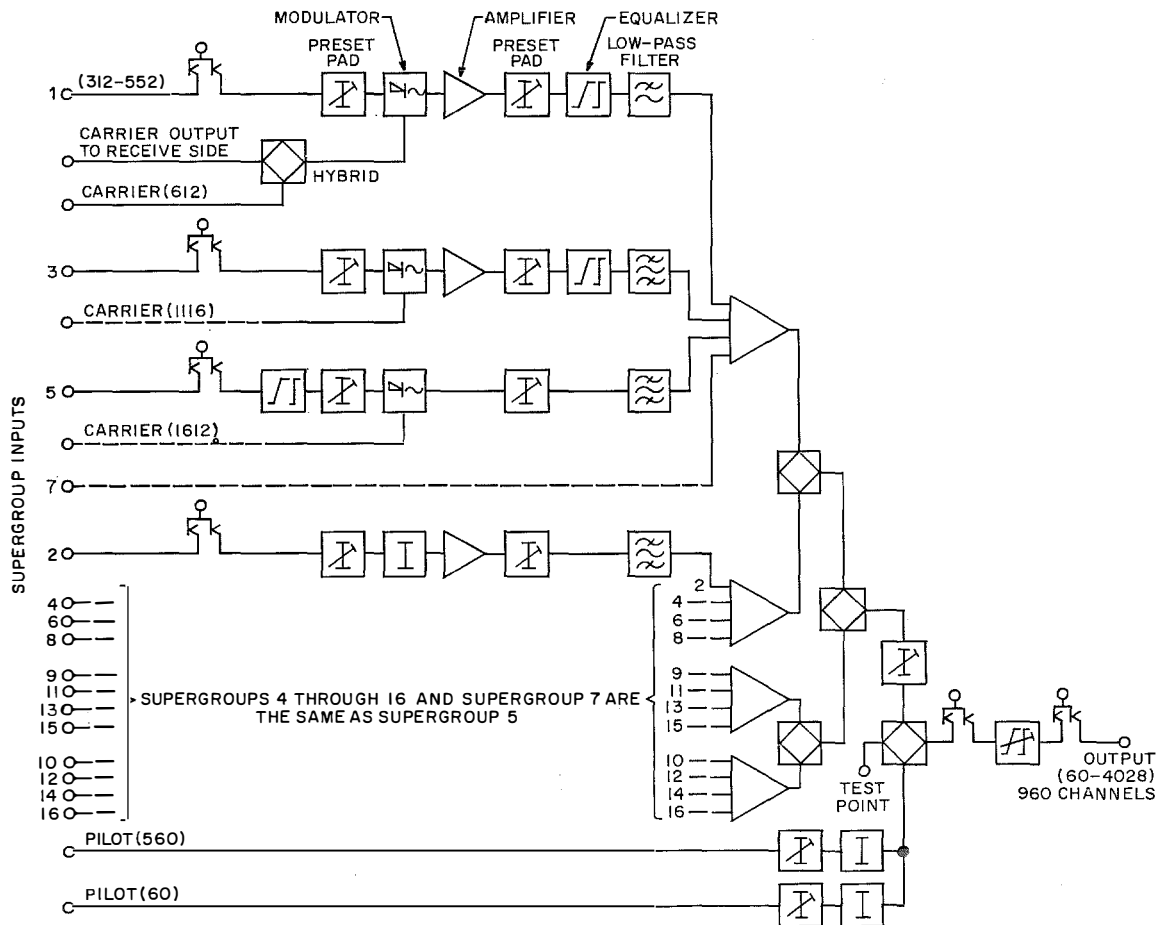 MODULATOR
AMPLIFIER
EQUALIZER
PRESET
PAD
PRESET
PAD
LOW-PASS
FILTER
1
(312-552)
CARRIER OUTPUT
TO RECEIVE SIDE
HYBRID
CARRIER(612)
3
CARRIER(1116)
5
CARRIER(1612)
SUPERGROUP INPUTS
7
2
4
6
8
9
11
13
15
10
12
14
16
SUPERGROUPS 4 THROUGH 16 AND SUPERGROUP 7 ARE
THE SAME AS SUPERGROUP 5
2
4
6
8
9
11
13
15
10
12
14
16
TEST
POINT
OUTPUT
(60-4028)
960 CHANNELS
PILOT(560)
PILOT(60)